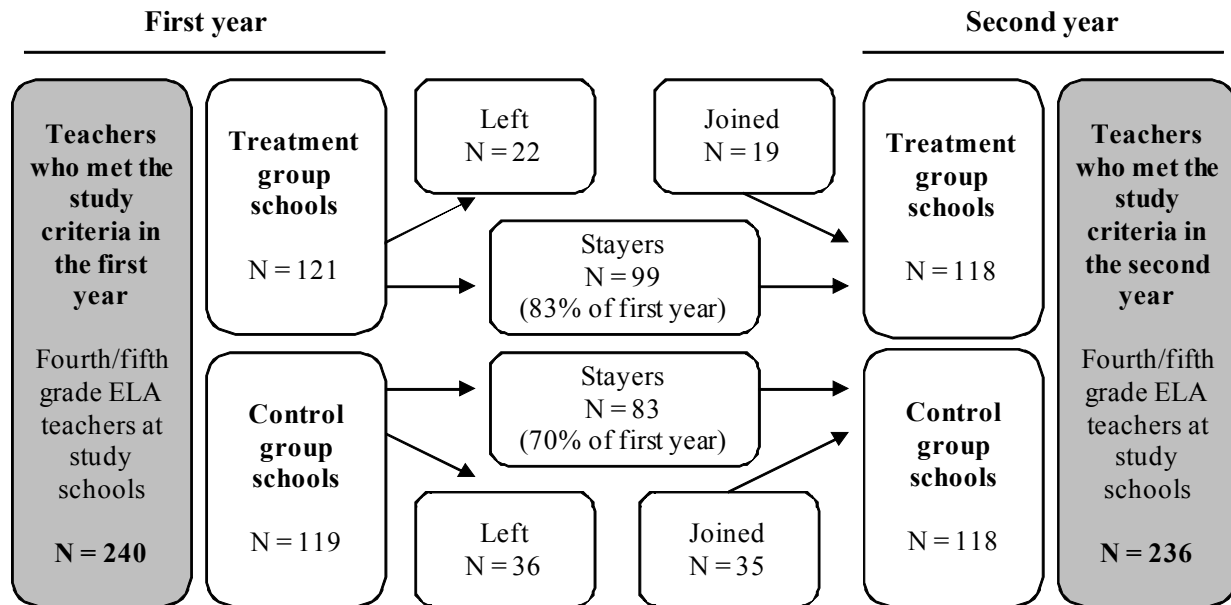 First year
Second year
Teachers
who met the
study
criteria in
the first
year
Fourth/fifth
grade ELA
teachers at
study
schools
N = 240
Treatment
group
schools
N = 121
Control
group
schools
N = 119
Left
N = 22
Joined
N = 19
Stayers
N = 99
(83% of first year)
Stayers
N = 83
(70% of first year)
Left
N = 36
Joined
N = 35
Treatment
group
schools
N = 118
Control
group
schools
N = 118
Teachers
who met the
study
criteria in
the second
year
Fourth/fifth
grade ELA
teachers at
study
schools
N = 236